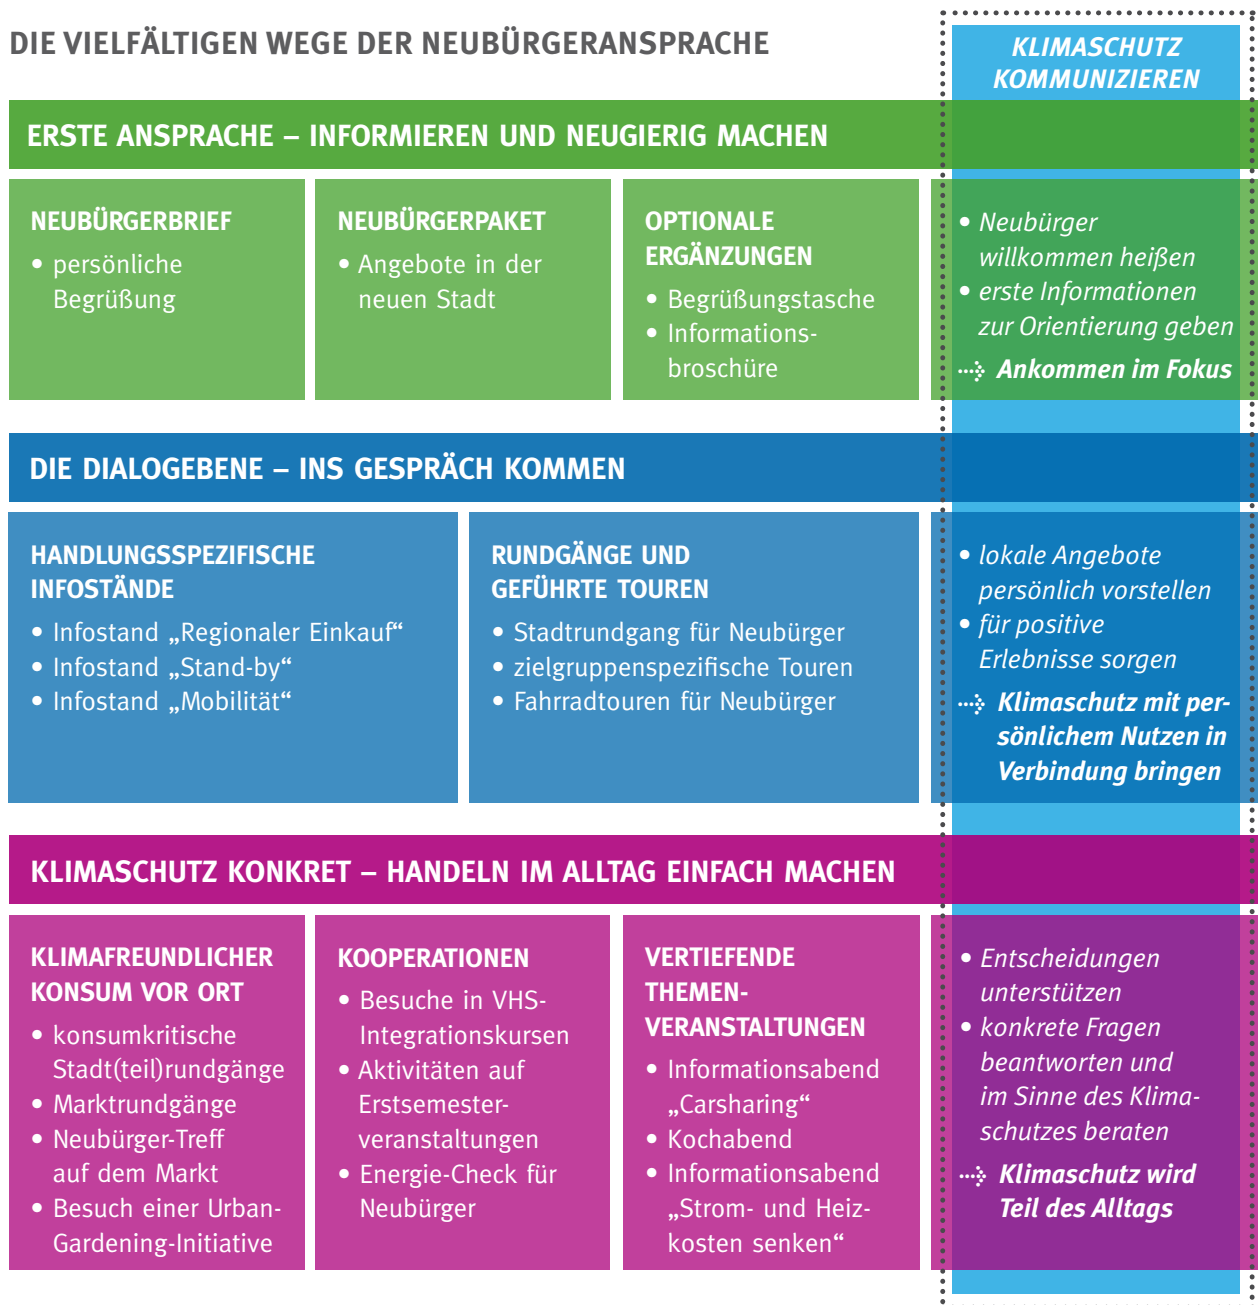 DIE VIELFÄLTIGEN WEGE DER NEUBÜRGERANSPRACHE
KLIMASCHUTZ
KOMMUNIZIEREN
ERSTE ANSPRACHE – INFORMIEREN UND NEUGIERIG MACHEN
NEUBÜRGERBRIEF
• persönliche
Begrüßung
NEUBÜRGERPAKET
• Angebote in der
neuen Stadt
OPTIONALE
ERGÄNZUNGEN
• Begrüßungstasche
• Informations-
broschüre
• Neubürger
willkommen heißen
• erste Informationen
zur Orientierung geben
Ankommen im Fokus
DIE DIALOGEBENE – INS GESPRÄCH KOMMEN
HANDLUNGSSPEZIFISCHE
INFOSTÄNDE
• Infostand „Regionaler Einkauf“
• Infostand „Stand-by“
• Infostand „Mobilität“
RUNDGÄNGE UND
GEFÜHRTE TOUREN
• Stadtrundgang für Neubürger
• zielgruppenspezifische Touren
• Fahrradtouren für Neubürger
• lokale Angebote
persönlich vorstellen
• für positive
Erlebnisse sorgen
Klimaschutz mit per-
sönlichem Nutzen in
Verbindung bringen
KLIMASCHUTZ KONKRET – HANDELN IM ALLTAG EINFACH MACHEN
KLIMAFREUNDLICHER
KONSUM VOR ORT
• konsumkritische
Stadt(teil)rundgänge
• Marktrundgänge
• Neubürger-Treff
auf dem Markt
• Besuch einer Urban-
Gardening-Initiative
KOOPERATIONEN
• Besuche in VHS-
Integrationskursen
• Aktivitäten auf
Erstsemester-
veranstaltungen
• Energie-Check für
Neubürger
VERTIEFENDE
THEMEN-
VERANSTALTUNGEN
• Informationsabend
„Carsharing“
• Kochabend
• Informationsabend
„Strom- und Heiz-
kosten senken“
• Entscheidungen
unterstützen
• konkrete Fragen
beantworten und
im Sinne des Klima-
schutzes beraten
Klimaschutz wird
Teil des Alltags